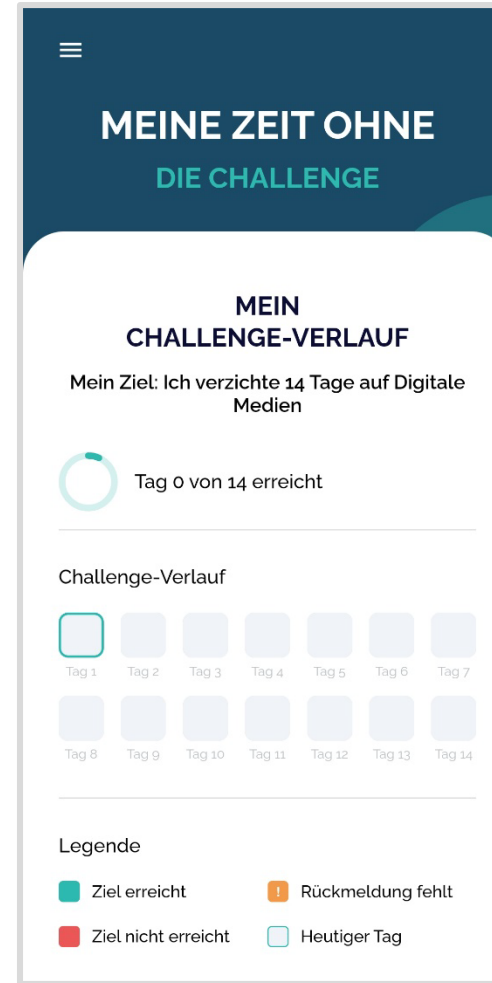 MEINE ZEIT OHNE
DIE CHALLENGE
MEIN
CHALLENGE-VERLAUF
Mein Ziel: Ich verzichte 14 Tage auf Digitale
Medien
Tag 0 von 14 erreicht
Challenge-Verlauf
Tag 1 Tag 2 Tag 3 Tag 4 Tag 5 Tag 6 Tag 7
Tag 8 Tag 9 Tag 10 Tag 11 Tag 12 Tag 13 Tag 14
Legende
Ziel erreicht ! Rückmeldung fehlt
Ziel nicht erreicht Heutiger Tag